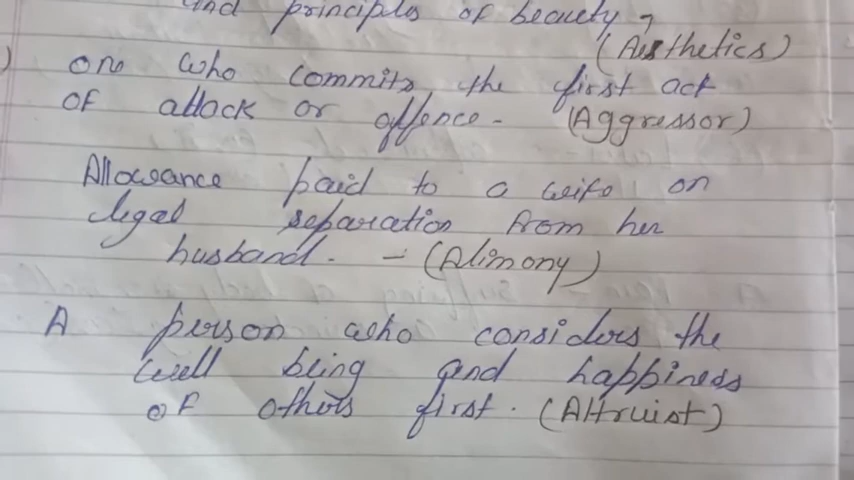 and principles of beauty →
(Aesthetics)
) one who commits the first act
of attack or offence - (Aggressor)
Allowance paid to a wife on
legal separation from her
husband. - (Alimony)
A person who considers the
well being and happiness
of others first. (Altruist)